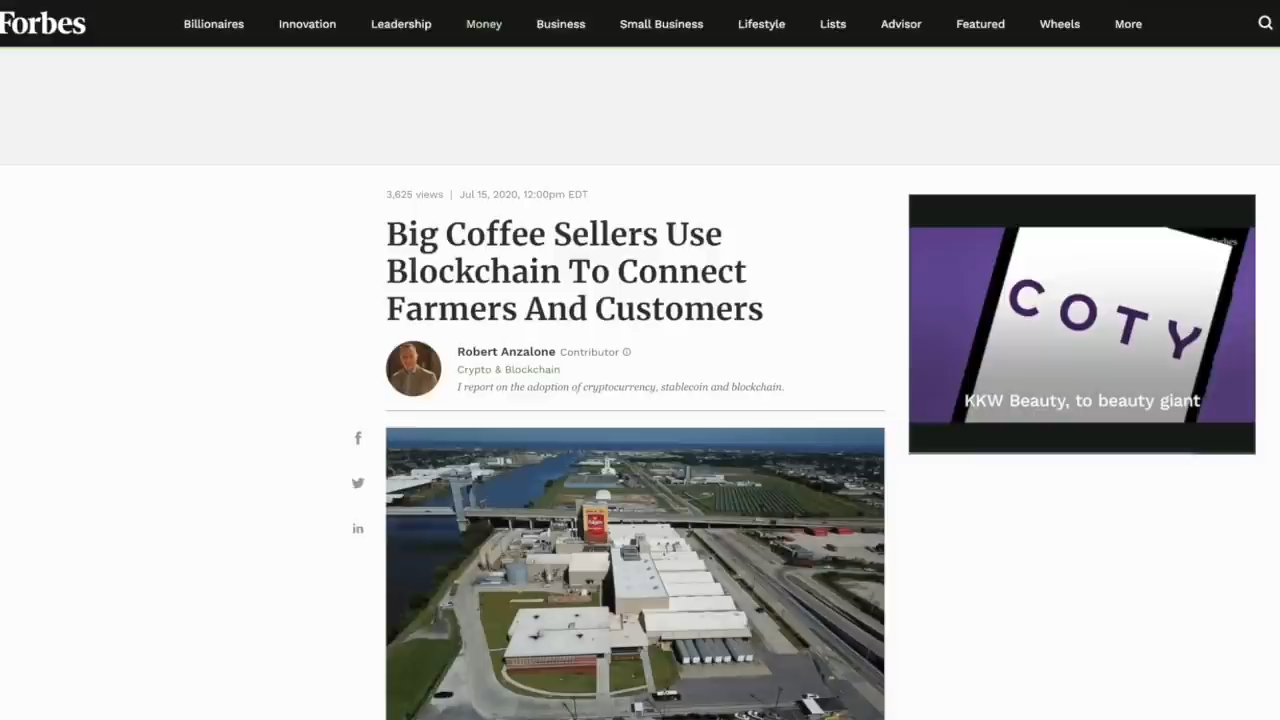 Forbes
Billionaires Innovation Leadership Money Business Small Business Lifestyle Lists Advisor Featured Wheels More
3,625 views | Jul 15, 2020, 12:00pm EDT
Big Coffee Sellers Use
Blockchain To Connect
Farmers And Customers
Robert Anzalone Contributor
Crypto & Blockchain
I report on the adoption of cryptocurrency, stablecoin and blockchain.
f
in
COTY
KKW Beauty, to beauty giant